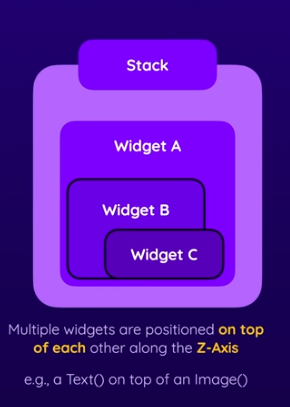 Stack
Widget A
Widget B
Widget C
Multiple widgets are positioned on top
of each other along the Z-Axis
e.g., a Text() on top of an Image()